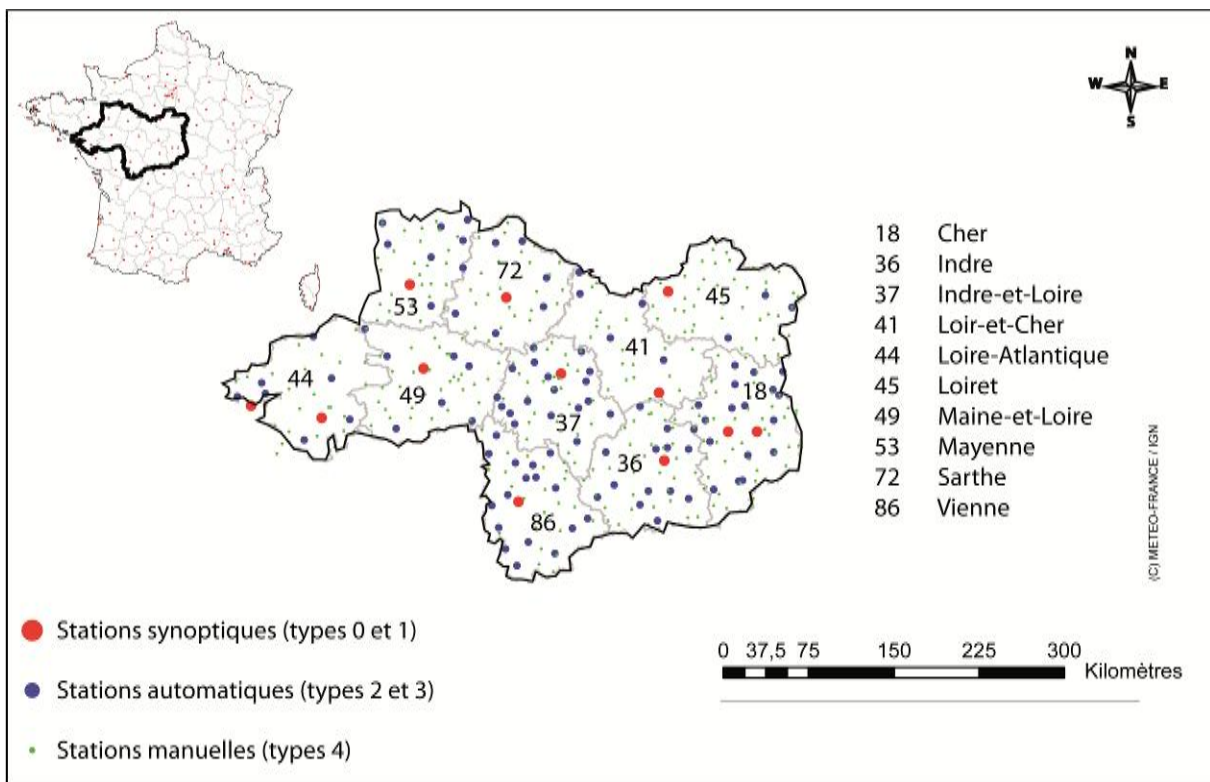 N
W E
S
18 Cher
36 Indre
37 Indre-et-Loire
41 Loir-et-Cher
44 Loire-Atlantique
45 Loiret
49 Maine-et-Loire
53 Mayenne
72 Sarthe
86 Vienne
72
53
45
41
44
49
18
37
36
86
(C) METEO-FRANCE / IGN
Stations synoptiques (types 0 et 1)
Stations automatiques (types 2 et 3)
Stations manuelles (types 4)
0 37,5 75 150 225 300
Kilomètres